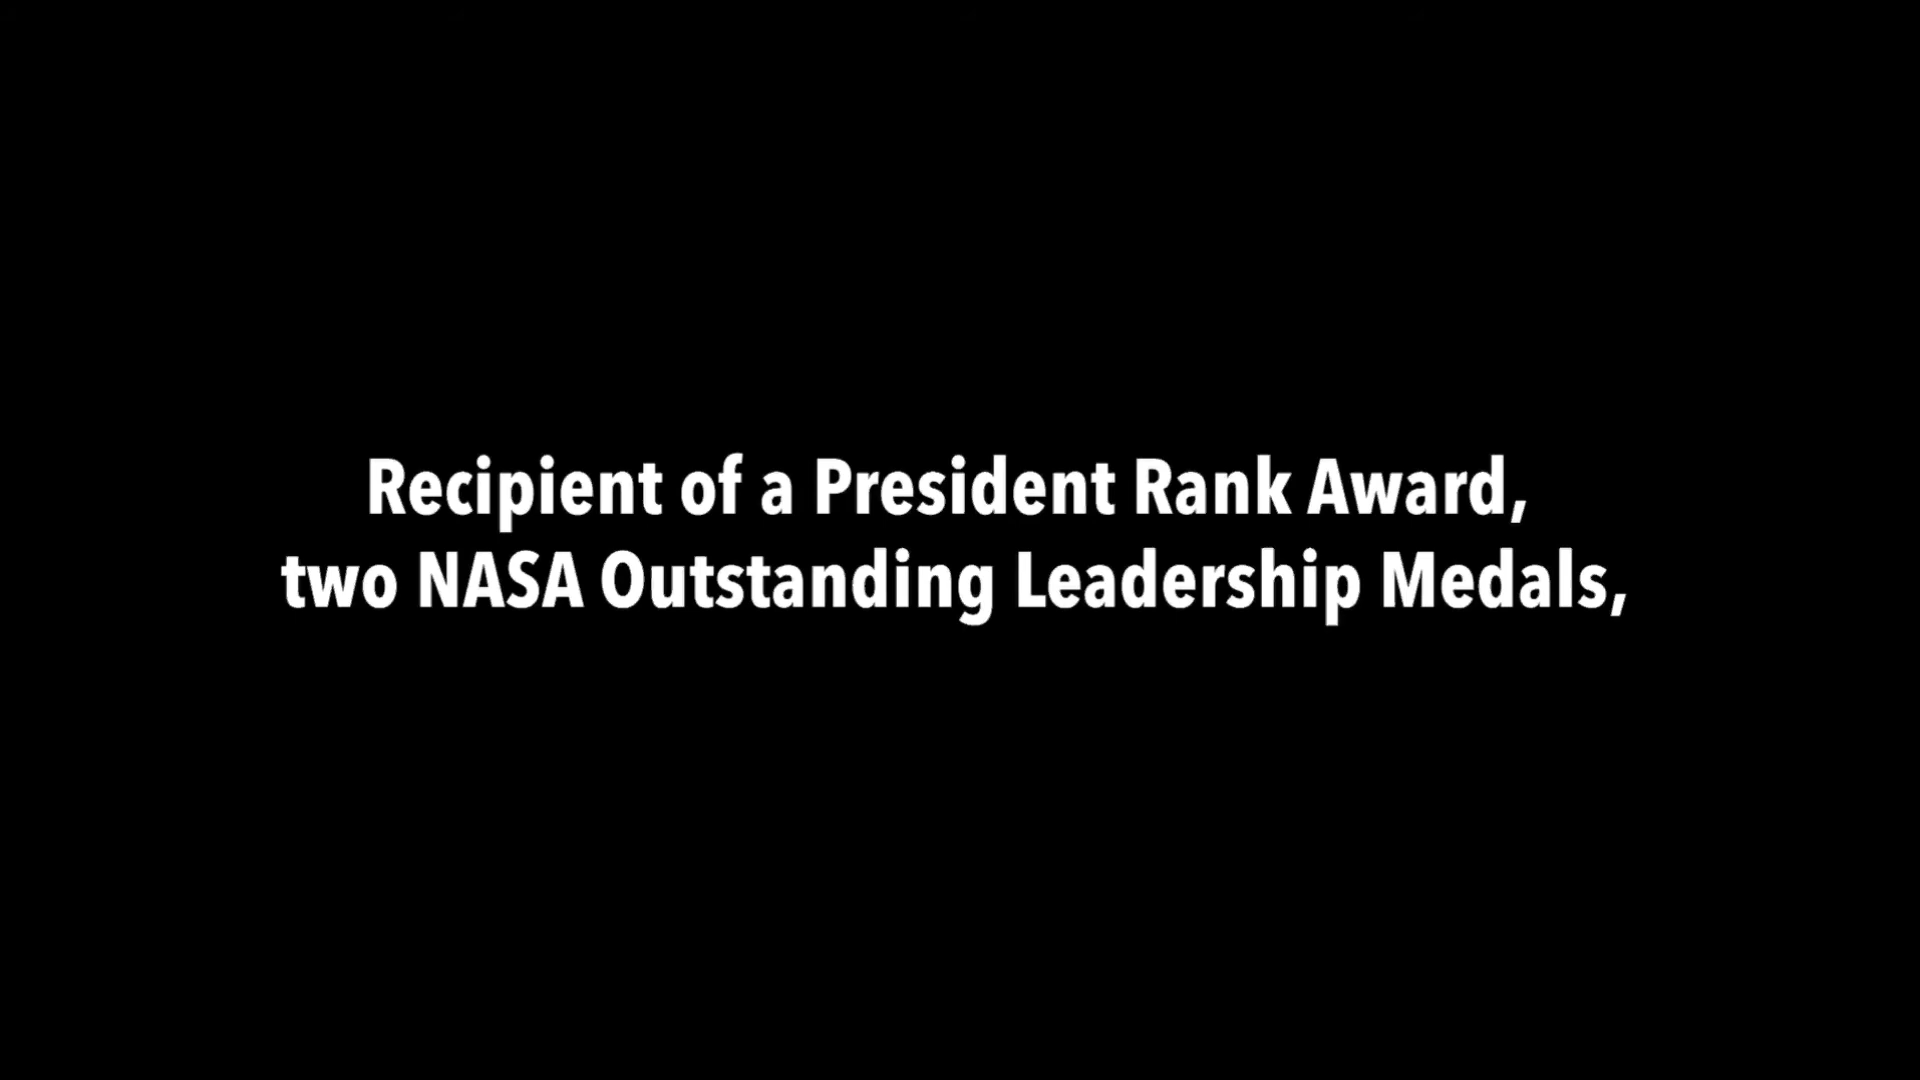 Recipient of a President Rank Award,
two NASA Outstanding Leadership Medals,